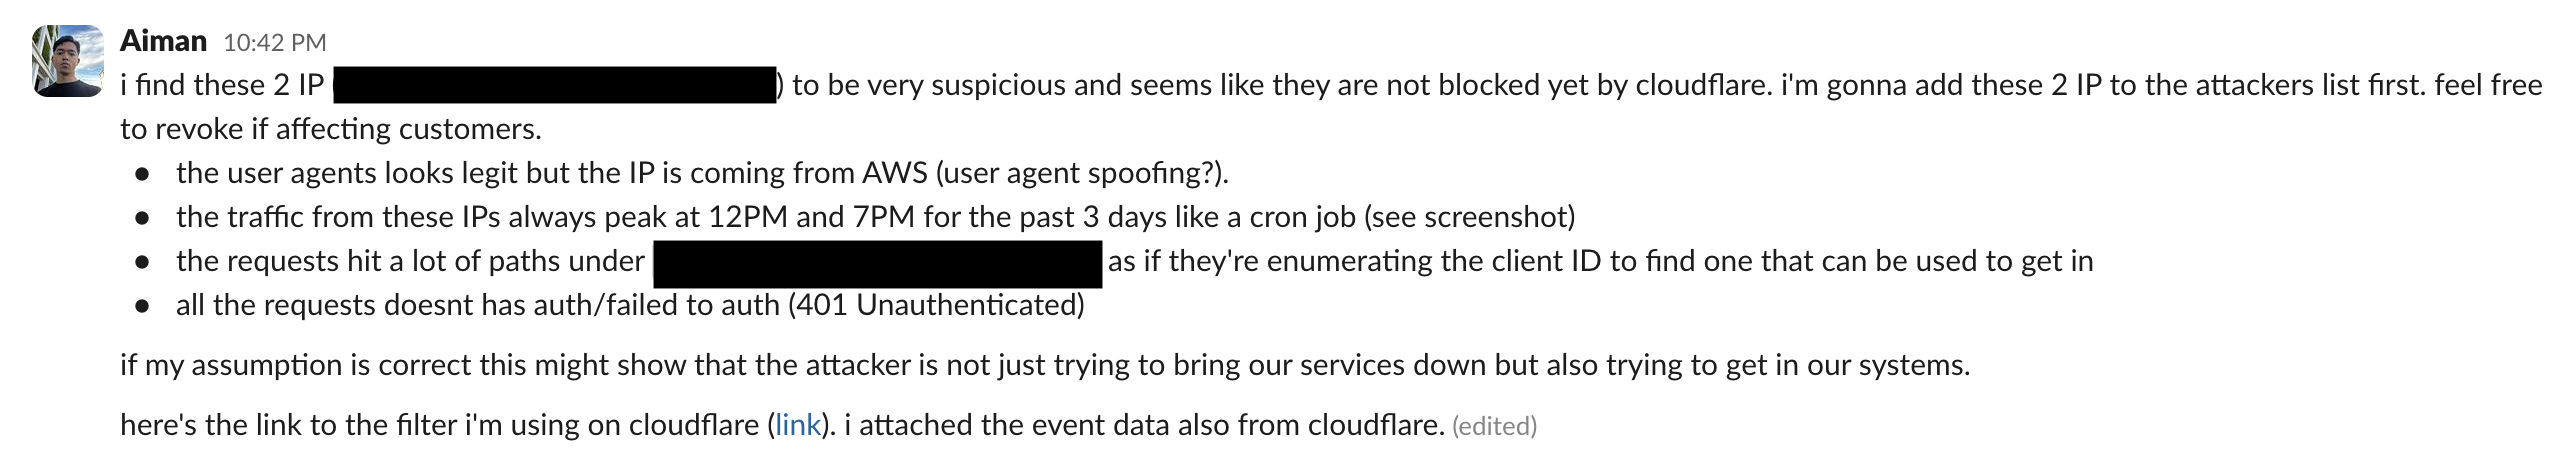 Aiman 10:42 PM
i find these 2 IP ) to be very suspicious and seems like they are not blocked yet by cloudflare. i'm gonna add these 2 IP to the attackers list first. feel free
to revoke if affecting customers.
● the user agents looks legit but the IP is coming from AWS (user agent spoofing?).
● the traffic from these IPs always peak at 12PM and 7PM for the past 3 days like a cron job (see screenshot)
● the requests hit a lot of paths under as if they're enumerating the client ID to find one that can be used to get in
● all the requests doesnt has auth/failed to auth (401 Unauthenticated)
if my assumption is correct this might show that the attacker is not just trying to bring our services down but also trying to get in our systems.
here's the link to the filter i'm using on cloudflare (link). i attached the event data also from cloudflare. (edited)